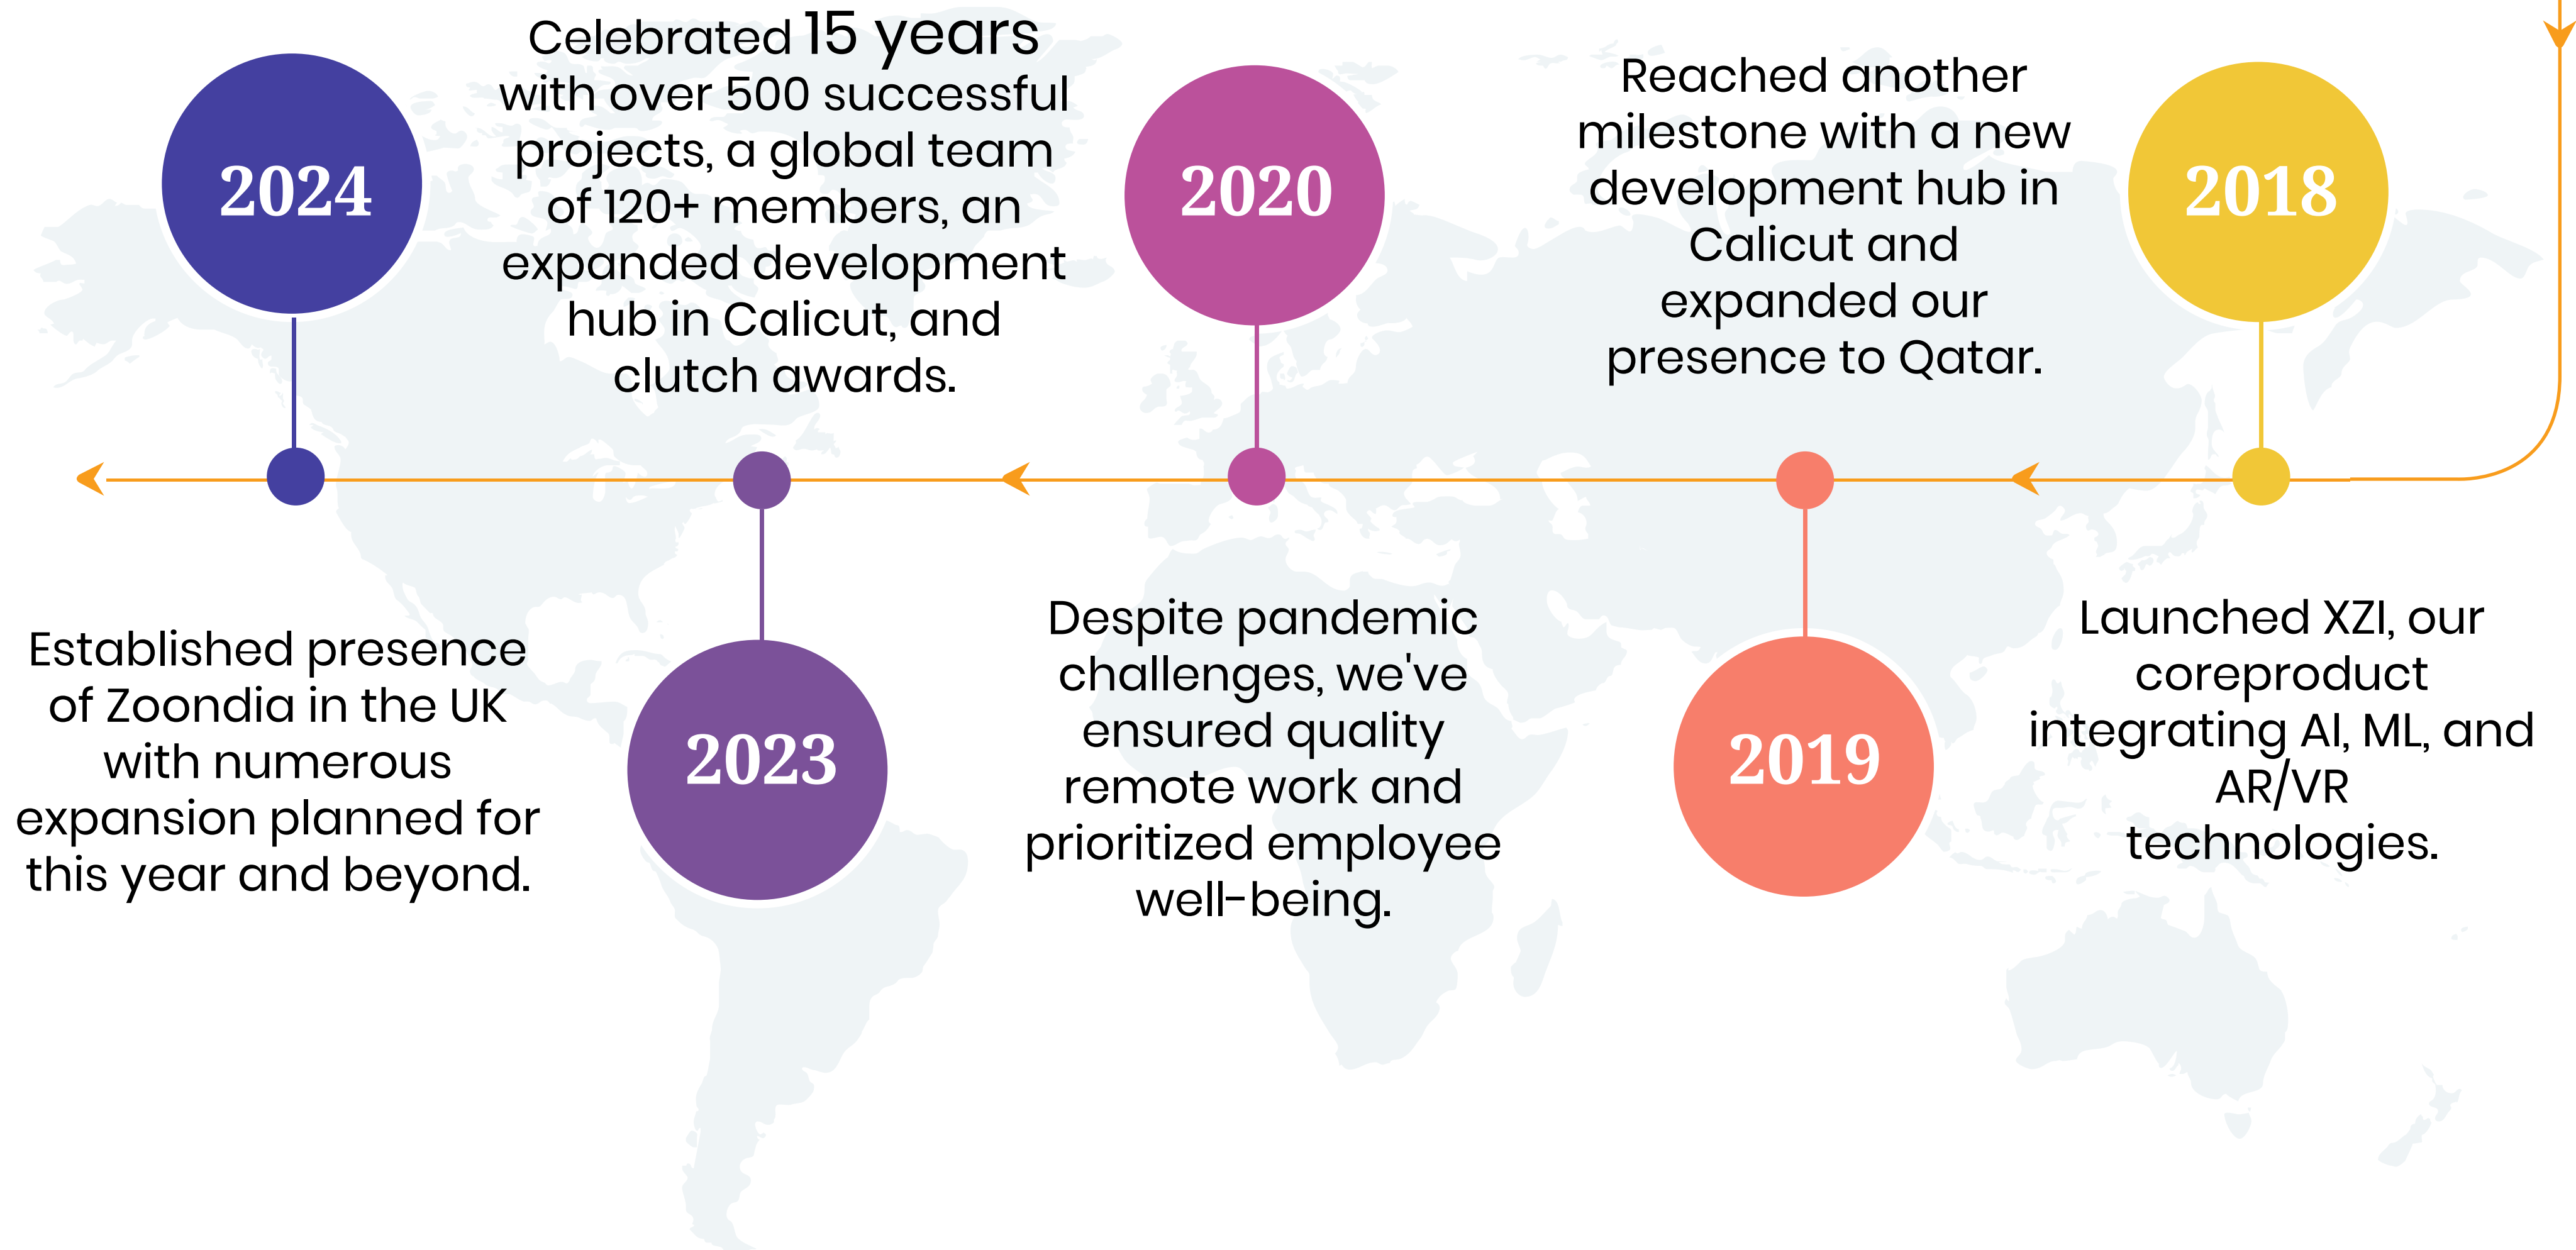 2024
Celebrated 15 years
with over 500 successful
projects, a global team
of 120+ members, an
expanded development
hub in Calicut, and
clutch awards.
2020
Reached another
milestone with a new
development hub in
Calicut and
expanded our
presence to Qatar.
2018
Established presence
of Zoondia in the UK
with numerous
expansion planned for
this year and beyond.
2023
Despite pandemic
challenges, we've
ensured quality
remote work and
prioritized employee
well-being.
2019
Launched XZI, our
coreproduct
integrating AI, ML, and
AR/VR
technologies.